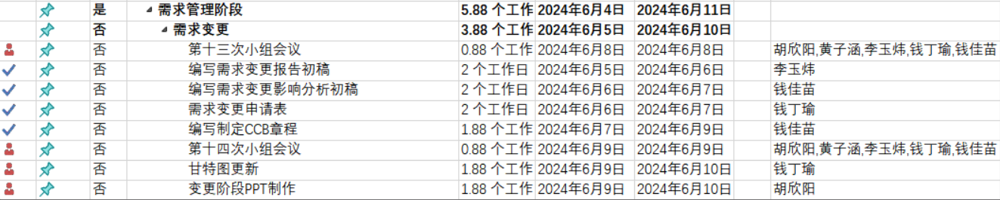 是 需求管理阶段 5.88 个工作 2024年6月4日 2024年6月11日
否 需求变更 3.88 个工作 2024年6月5日 2024年6月10日
否 第十三次小组会议 0.88 个工作 2024年6月8日 2024年6月8日 胡欣阳,黄子涵,李玉炜,钱丁瑜,钱佳苗
否 编写需求变更报告初稿 2 个工作日 2024年6月5日 2024年6月6日 李玉炜
否 编写需求变更影响分析初稿 2 个工作日 2024年6月6日 2024年6月7日 钱佳苗
否 需求变更申请表 2 个工作日 2024年6月6日 2024年6月7日 钱丁瑜
否 编写制定CCB章程 1.88 个工作 2024年6月7日 2024年6月9日 钱佳苗
否 第十四次小组会议 0.88 个工作 2024年6月9日 2024年6月9日 胡欣阳,黄子涵,李玉炜,钱丁瑜,钱佳苗
否 甘特图更新 1.88 个工作 2024年6月9日 2024年6月10日 钱丁瑜
否 变更阶段PPT制作 1.88 个工作 2024年6月9日 2024年6月10日 胡欣阳